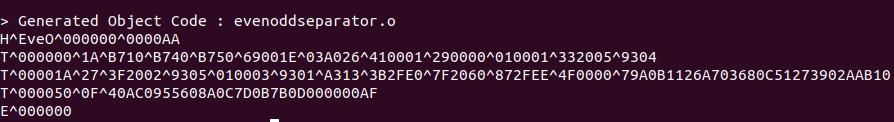 > Generated Object Code : evenoddseparator.o
H^EveO^000000^0000AA
T^000000^1A^B710^B740^B750^69001E^03A026^410001^290000^010001^332005^9304
T^00001A^27^3F2002^9305^010003^9301^A313^3B2FE0^7F2060^872FEE^4F0000^79A0B1126A703680C51273902AAB10
T^000050^0F^40AC0955608A0C7D0B7B0D000000AF
E^000000